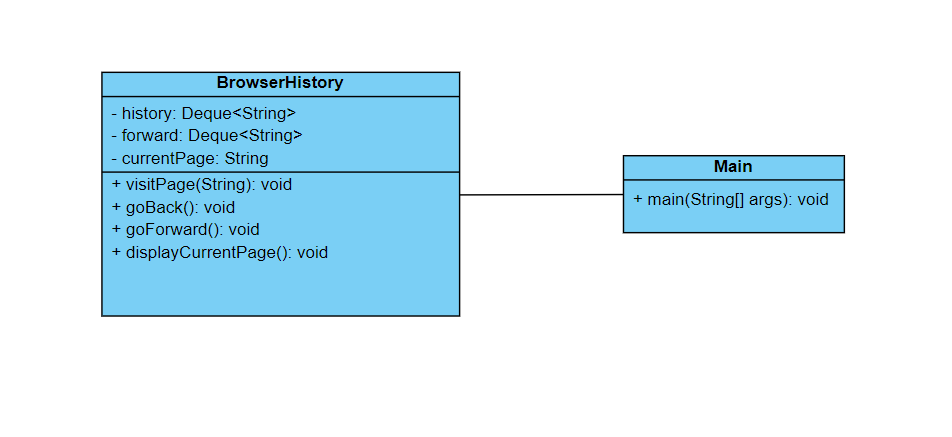 BrowserHistory
- history: Deque<String>
- forward: Deque<String>
- currentPage: String
+ visitPage(String): void
+ goBack(): void
+ goForward(): void
+ displayCurrentPage(): void
Main
+ main(String[] args): void